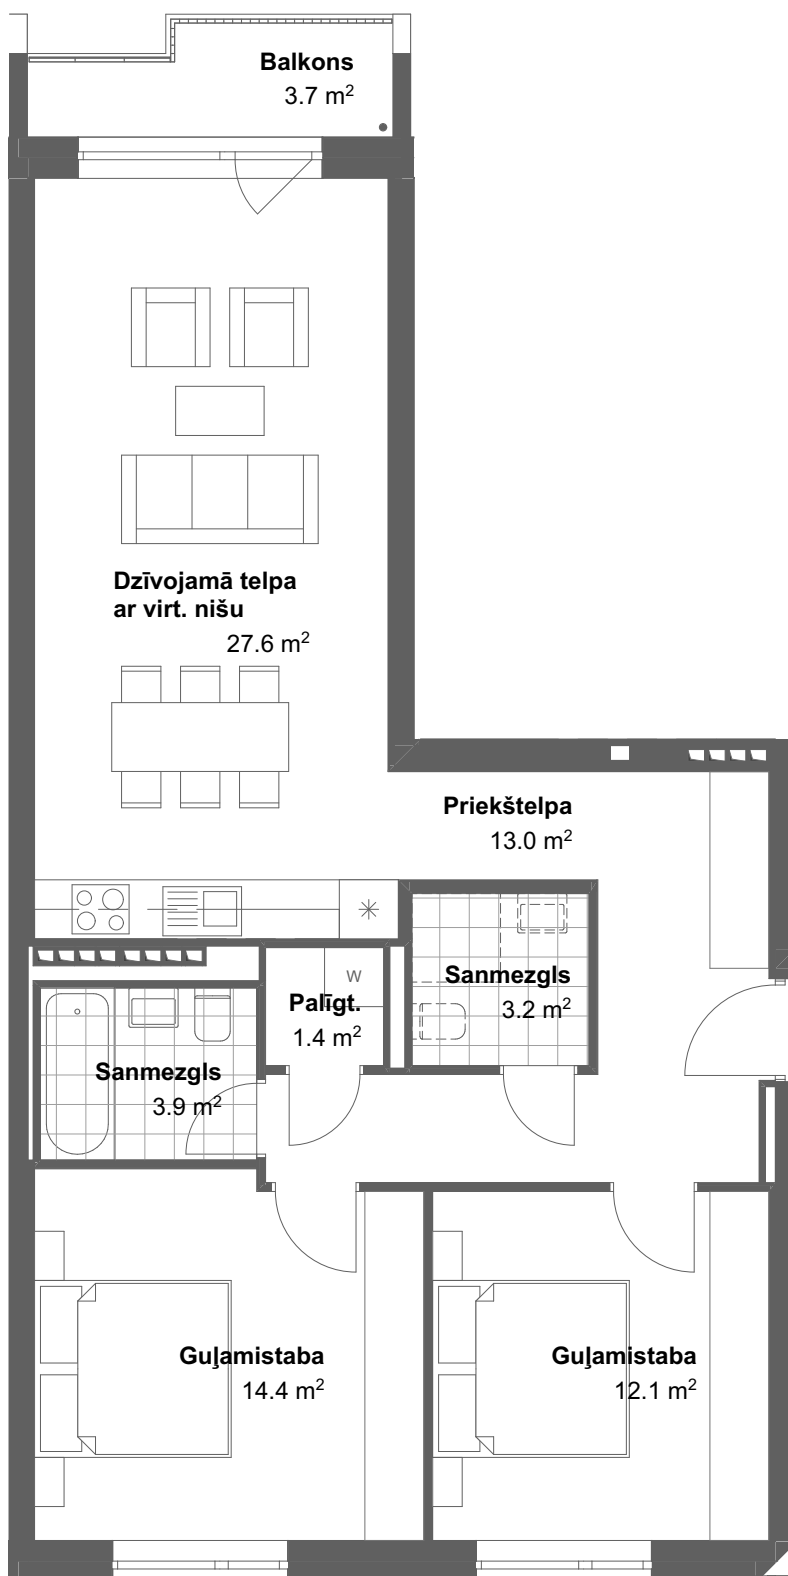 Balkons
3.7 m²
Dzīvojamā telpa
ar virt. nišu
27.6 m²
Priekštelpa
13.0 m²
Sanmezgls
3.2 m²
W
Palīgt.
1.4 m²
Sanmezgls
3.9 m²
Guļamistaba
14.4 m²
Guļamistaba
12.1 m²